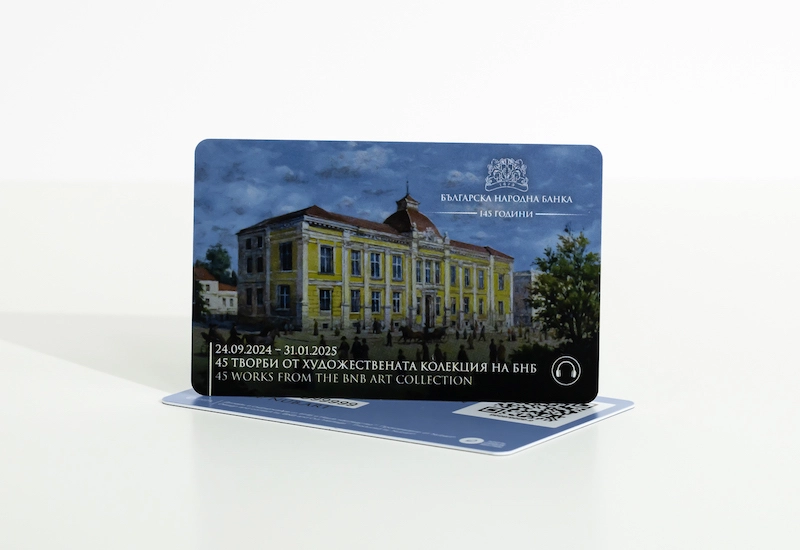 1879
БЪЛГАРСКА НАРОДНА БАНКА
145 ГОДИНИ
24.09.2024 – 31.01.2025
45 ТВОРБИ ОТ ХУДОЖЕСТВЕНАТА КОЛЕКЦИЯ НА БНБ
45 WORKS FROM THE BNB ART COLLECTION